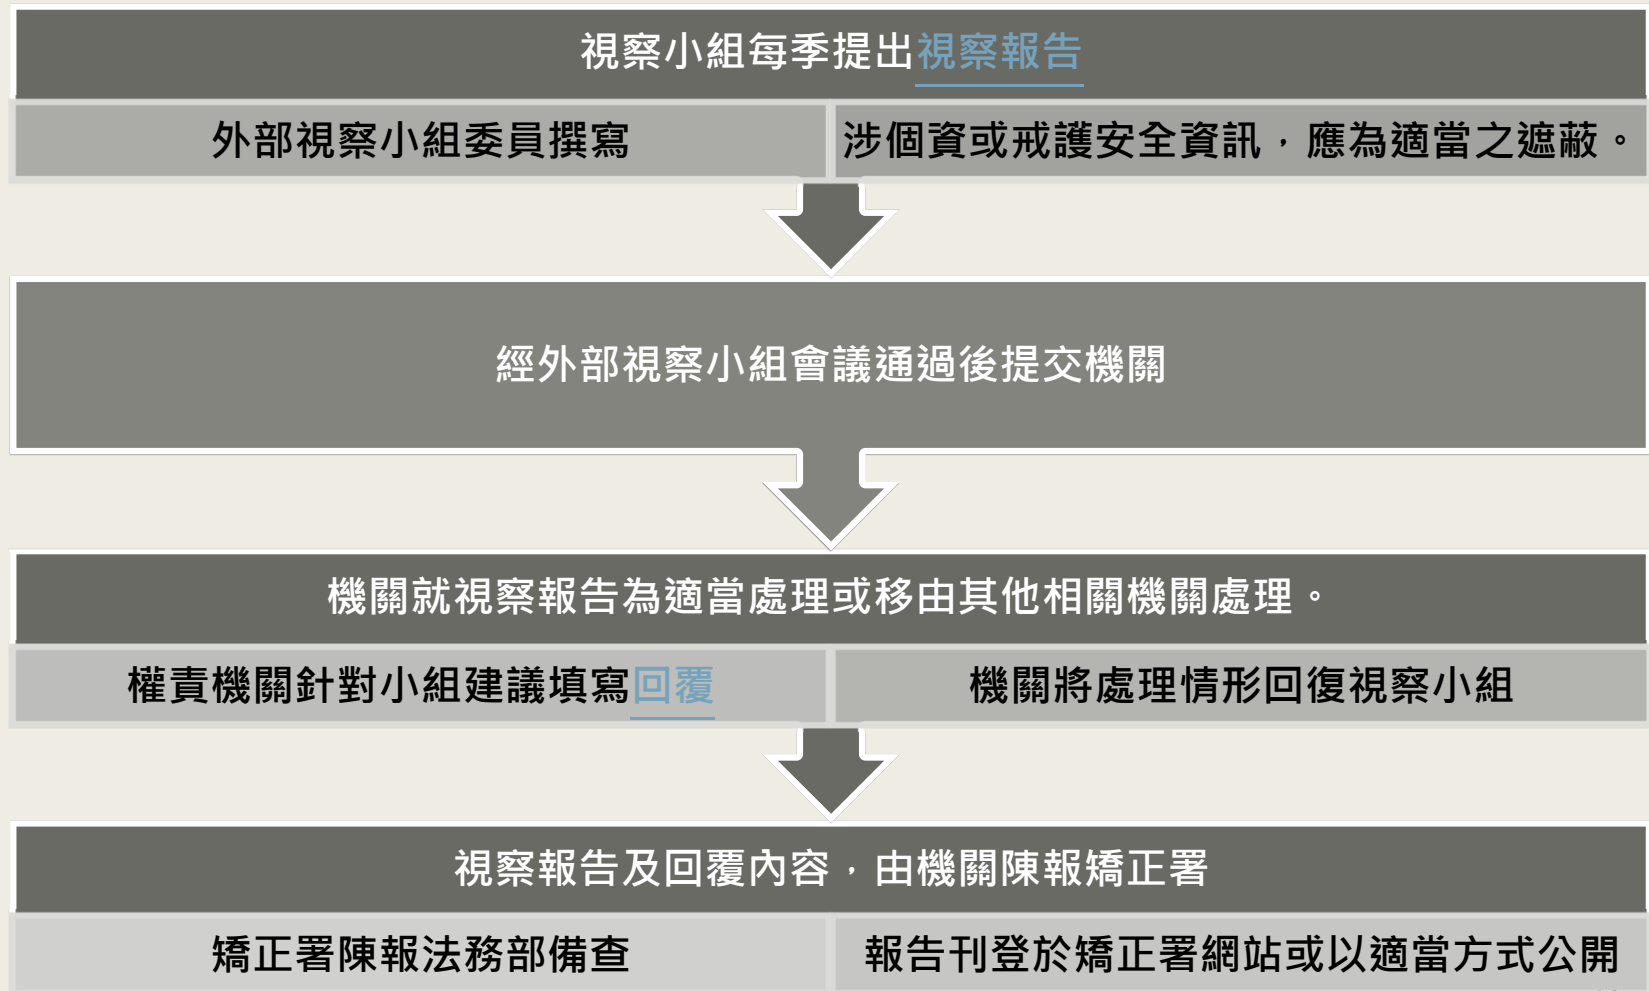 視察小組每季提出視察報告
外部視察小組委員撰寫
涉個資或戒護安全資訊，應為適當之遮蔽。
經外部視察小組會議通過後提交機關
機關就視察報告為適當處理或移由其他相關機關處理。
權責機關針對小組建議填寫回覆
機關將處理情形回復視察小組
視察報告及回覆內容，由機關陳報矯正署
矯正署陳報法務部備查
報告刊登於矯正署網站或以適當方式公開